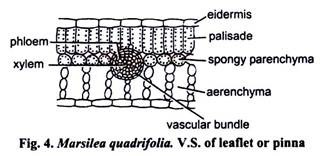 eidermis
phloem
palisade
xylem
spongy parenchyma
aerenchyma
vascular bundle
Fig. 4. Marsilea quadrifolia. V.S. of leaflet or pinna